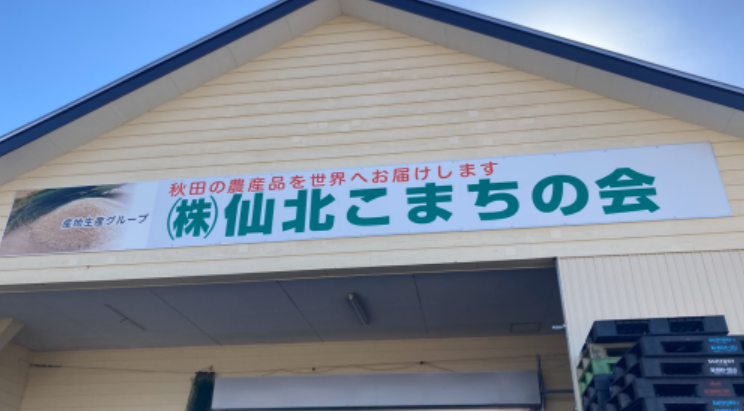 秋田の農産品を世界へお届けします
産地生産グループ
(株)仙北こまちの会